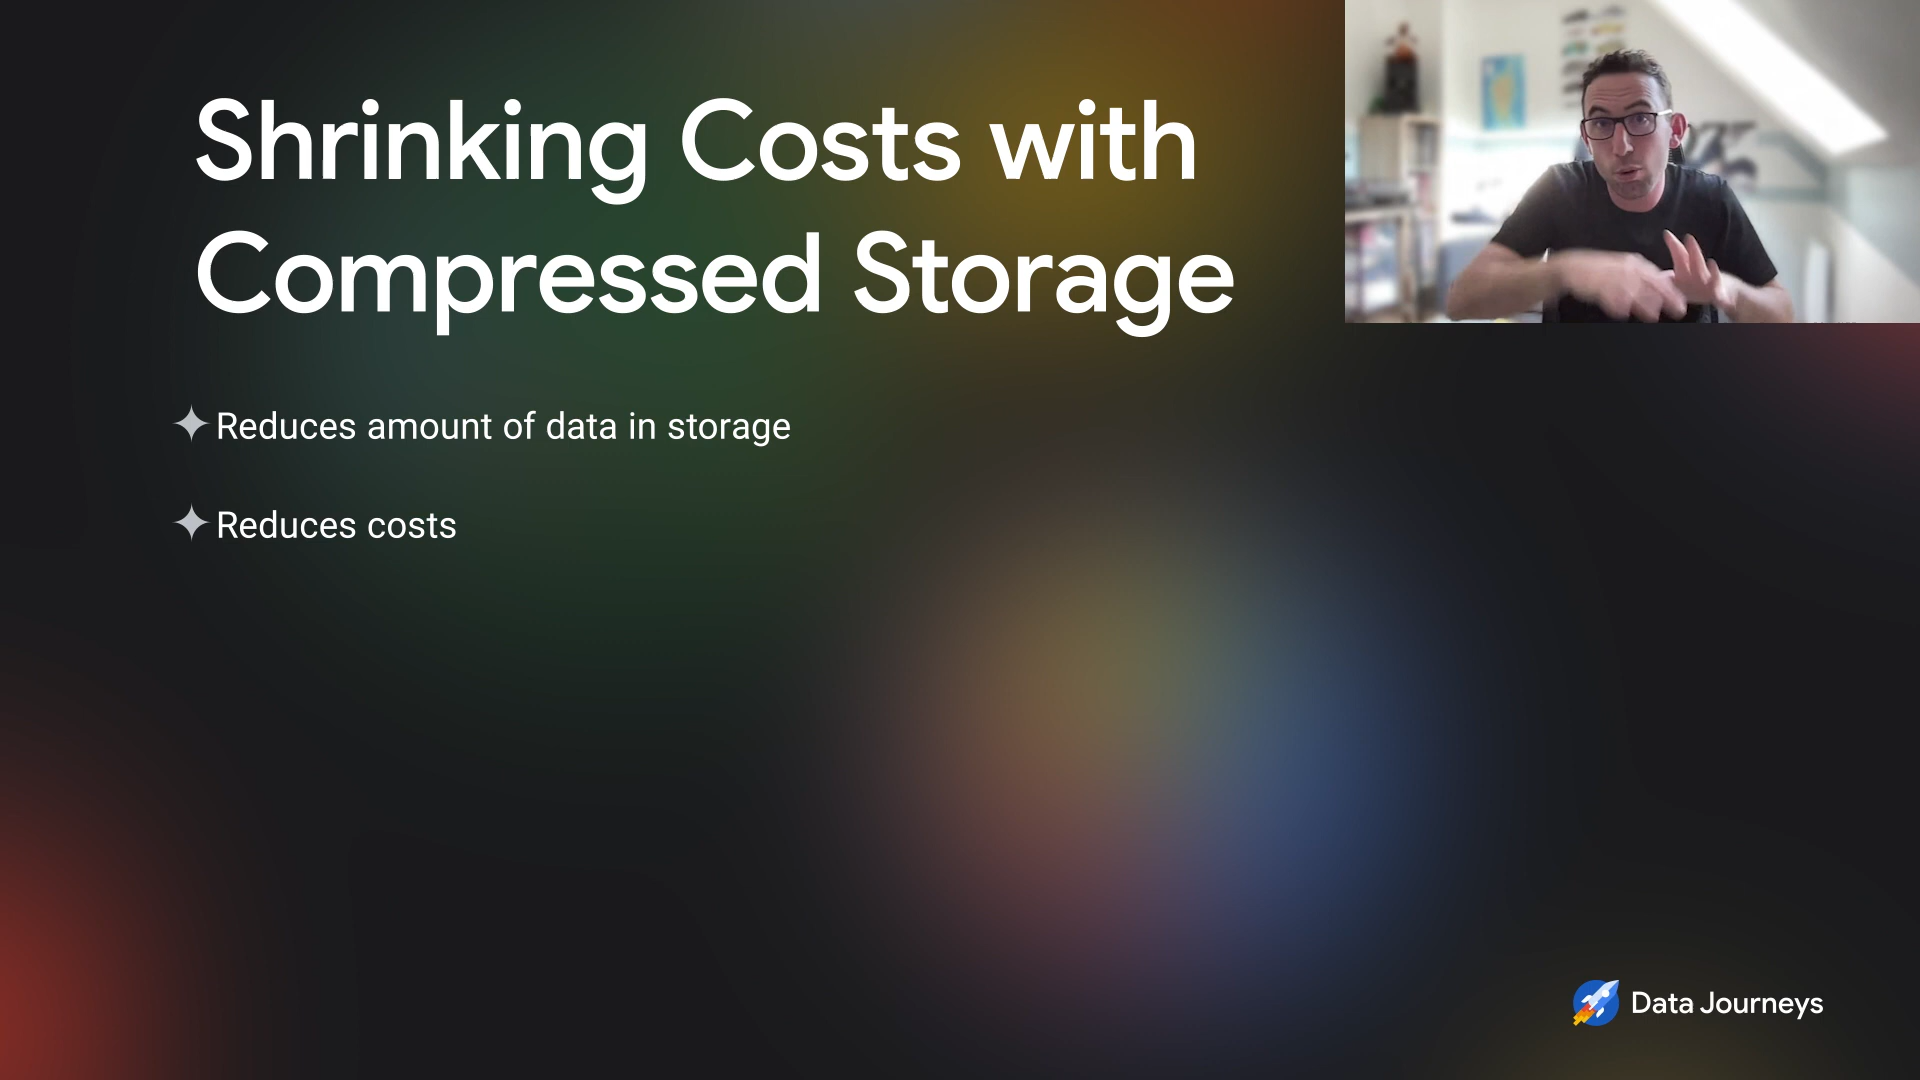 Shrinking Costs with
Compressed Storage
Reduces amount of data in storage
Reduces costs
Data Journeys